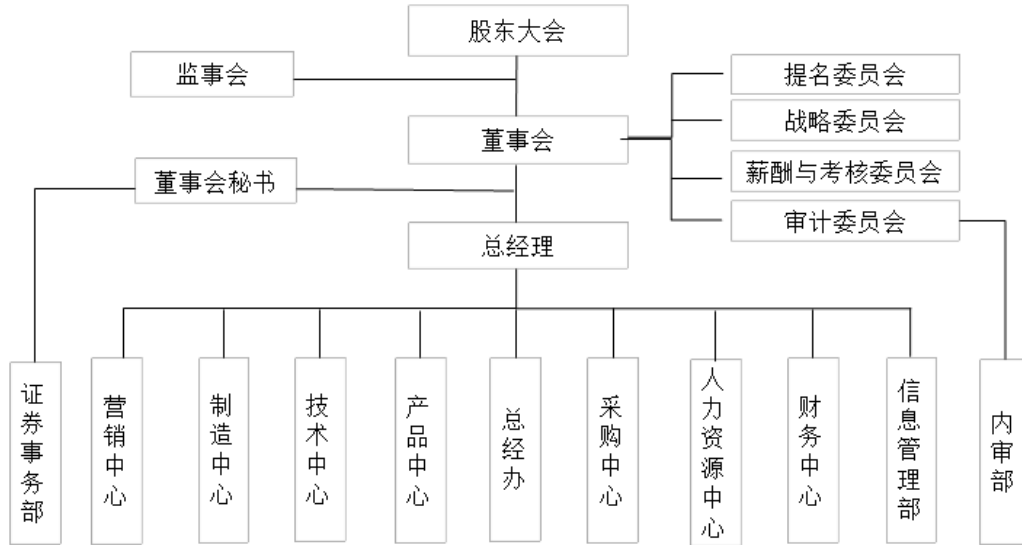 股东大会
监事会
提名委员会
战略委员会
董事会
薪酬与考核委员会
董事会秘书
审计委员会
总经理
证券事务部
营销中心
制造中心
技术中心
产品中心
总经办
采购中心
人力资源中心
财务中心
信息管理部
内审部